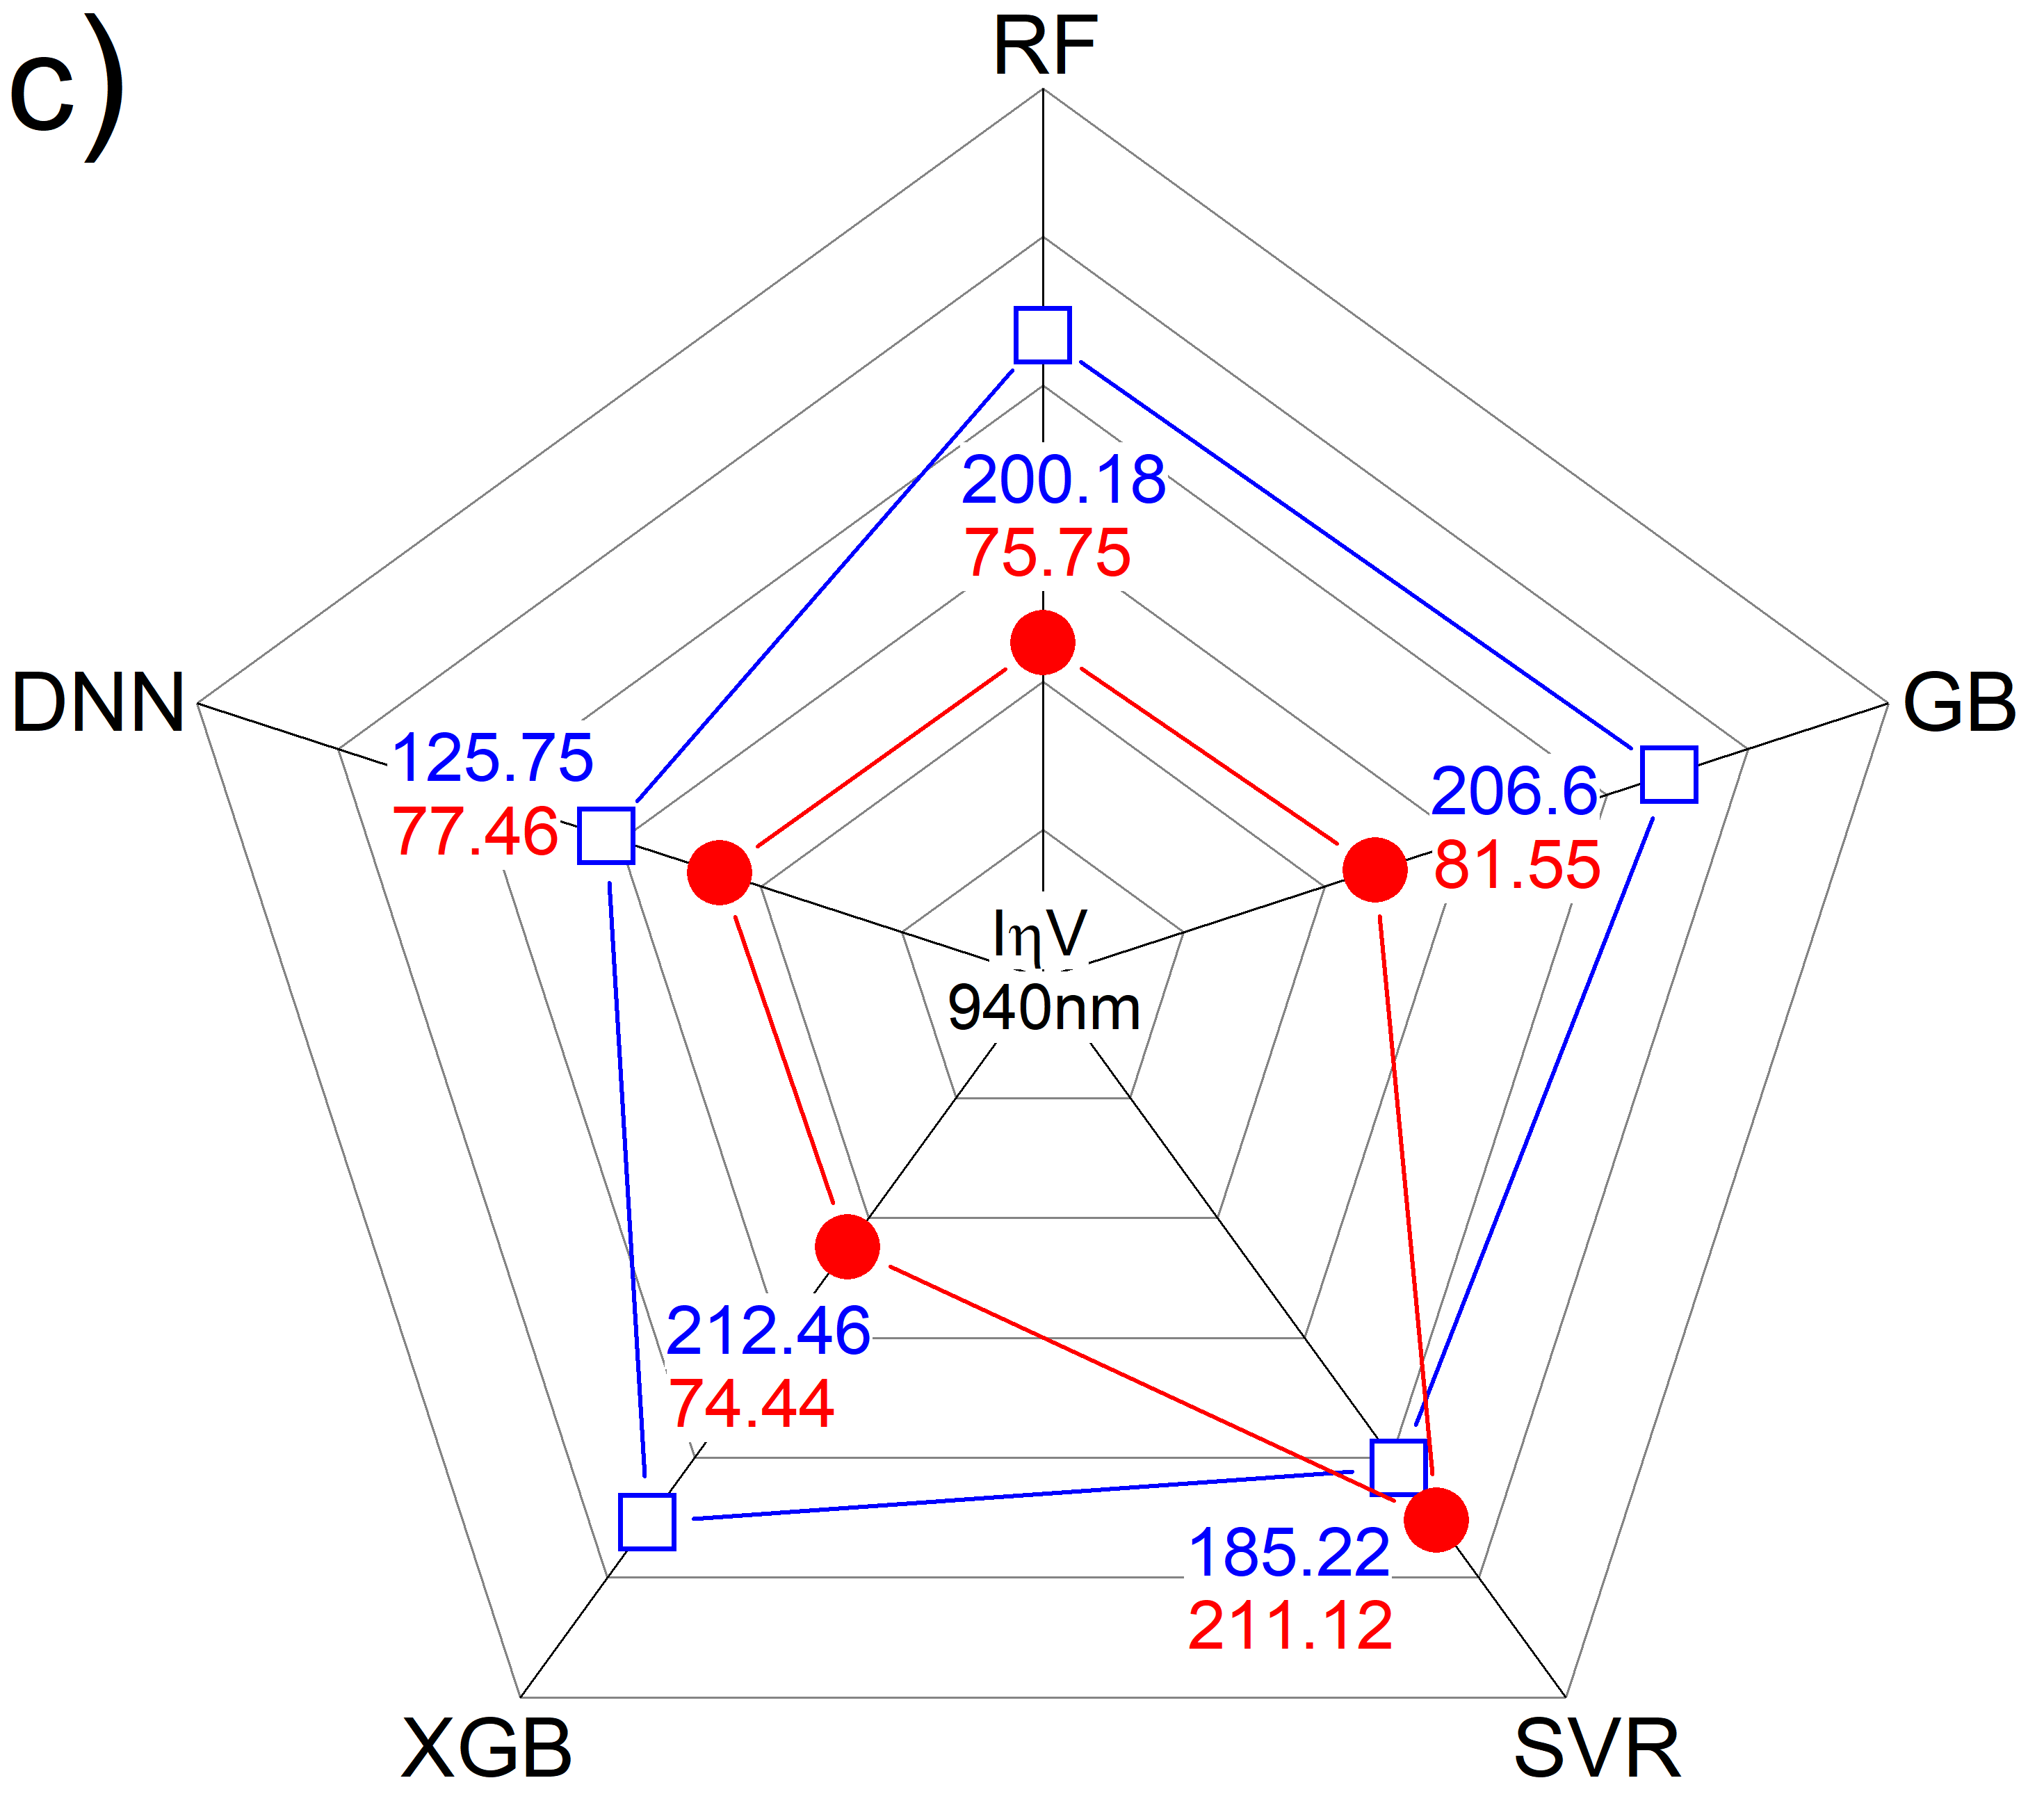 c)
RF
200.18
75.75
DNN
GB
125.75
77.46
206.6
81.55
IηV
940nm
212.46
74.44
185.22
211.12
XGB
SVR